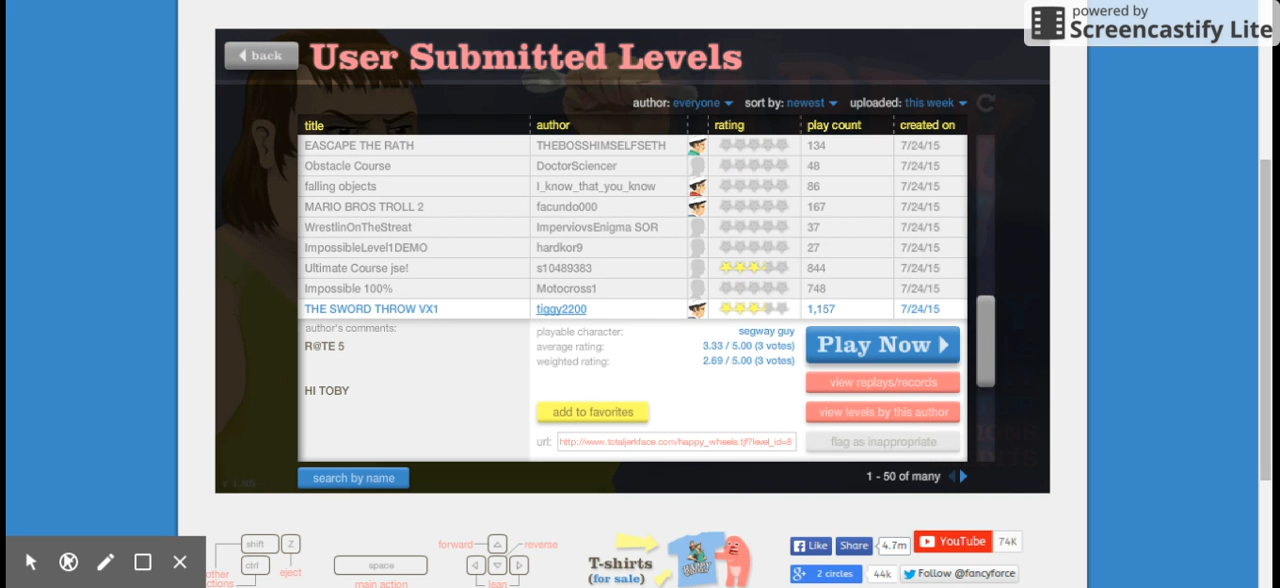 powered by
Screencastify Lite
back
User Submitted Levels
author: everyone sort by: newest uploaded: this week
title author rating play count created on
EASCAPE THE RATH THEBOSSHIMSELFSETH 134 7/24/15
Obstacle Course DoctorSciencer 48 7/24/15
falling objects I_know_that_you_know 86 7/24/15
MARIO BROS TROLL 2 facundo000 167 7/24/15
WrestlinOnTheStreat ImperviovsEnigma SOR 37 7/24/15
ImpossibleLevel1DEMO hardkor9 27 7/24/15
Ultimate Course jse! s10489383 844 7/24/15
Impossible 100% Motocross1 748 7/24/15
THE SWORD THROW VX1 tiggy2200 1,157 7/24/15
author's comments:
R@TE 5
HI TOBY
playable character: segway guy
average rating: 3.33 / 5.00 (3 votes)
weighted rating: 2.69 / 5.00 (3 votes)
Play Now
view replays/records
add to favorites
view levels by this author
url: http://www.totaljerkface.com/happy_wheels.tjf?level_id=8
flag as inappropriate
search by name
1 - 50 of many
shift Z
ctrl
eject
other
actions
space
main action
forward reverse
lean
T-shirts
(for sale)
Like Share 4.7m
YouTube 74K
2 circles 44k
Follow @fancyforce